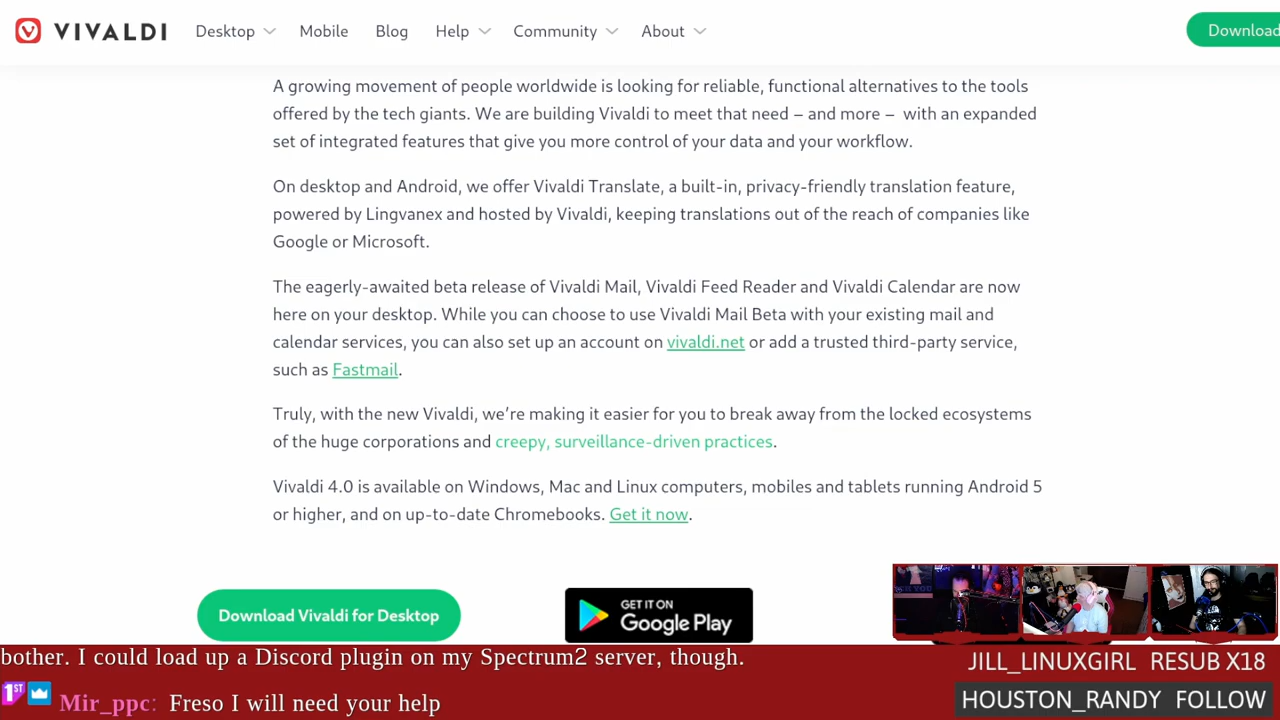 VIVALDI Desktop Mobile Blog Help Community About Download
A growing movement of people worldwide is looking for reliable, functional alternatives to the tools
offered by the tech giants. We are building Vivaldi to meet that need – and more – with an expanded
set of integrated features that give you more control of your data and your workflow.
On desktop and Android, we offer Vivaldi Translate, a built-in, privacy-friendly translation feature,
powered by Lingvanex and hosted by Vivaldi, keeping translations out of the reach of companies like
Google or Microsoft.
The eagerly-awaited beta release of Vivaldi Mail, Vivaldi Feed Reader and Vivaldi Calendar are now
here on your desktop. While you can choose to use Vivaldi Mail Beta with your existing mail and
calendar services, you can also set up an account on vivaldi.net or add a trusted third-party service,
such as Fastmail.
Truly, with the new Vivaldi, we’re making it easier for you to break away from the locked ecosystems
of the huge corporations and creepy, surveillance-driven practices.
Vivaldi 4.0 is available on Windows, Mac and Linux computers, mobiles and tablets running Android 5
or higher, and on up-to-date Chromebooks. Get it now.
Download Vivaldi for Desktop
GET IT ON
Google Play
bother. I could load up a Discord plugin on my Spectrum2 server, though.
1ST Mir_ppc: Freso I will need your help
JILL_LINUXGIRL RESUB X18
HOUSTON_RANDY FOLLOW